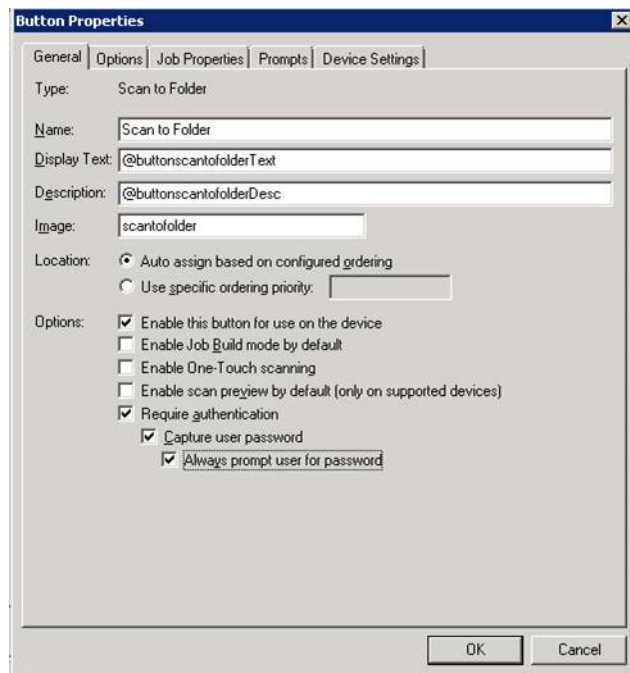 Button Properties
General Options Job Properties Prompts Device Settings
Type: Scan to Folder
Name: Scan to Folder
Display Text: @buttonscantofolderText
Description: @buttonscantofolderDesc
Image: scantofolder
Location: Auto assign based on configured ordering
Use specific ordering priority:
Options: Enable this button for use on the device
Enable Job Build mode by default
Enable One-Touch scanning
Enable scan preview by default (only on supported devices)
Require authentication
Capture user password
Always prompt user for password
OK Cancel